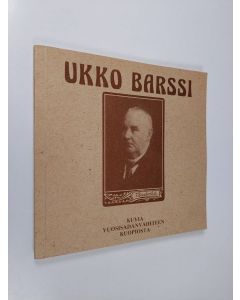 UKKO BARSSI
KUVIA
VUOSISADANVAIHTEEN
KUOPIOSTA